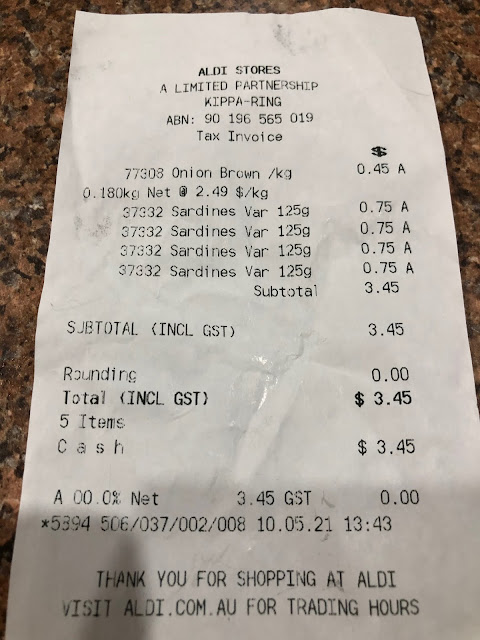 ALDI STORES
A LIMITED PARTNERSHIP
KIPPA-RING
ABN: 90 196 565 019
Tax Invoice
$
77308 Onion Brown /kg 0.45 A
0.180kg Net @ 2.49 $/kg
37332 Sardines Var 125g 0.75 A
37332 Sardines Var 125g 0.75 A
37332 Sardines Var 125g 0.75 A
37332 Sardines Var 125g 0.75 A
Subtotal 3.45
SUBTOTAL (INCL GST) 3.45
Rounding 0.00
Total (INCL GST) $ 3.45
5 Items
Cash $ 3.45
A 00.0% Net 3.45 GST 0.00
*5394 506/037/002/008 10.05.21 13:43
THANK YOU FOR SHOPPING AT ALDI
VISIT ALDI.COM.AU FOR TRADING HOURS